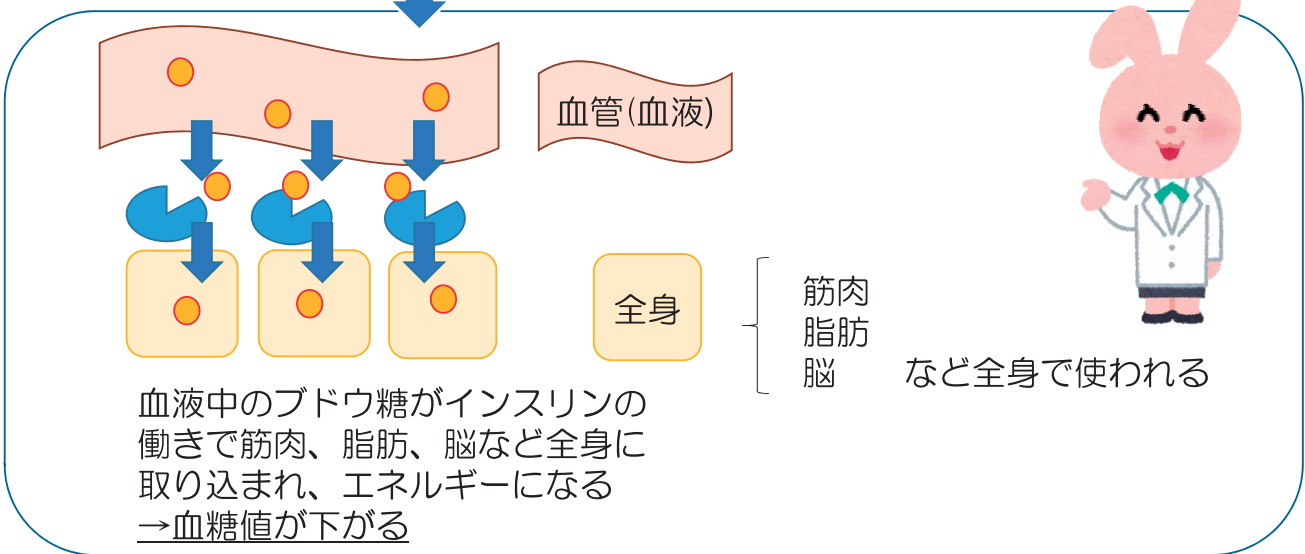 血管(血液)
全身
筋肉
脂肪
脳 など全身で使われる
血液中のブドウ糖がインスリンの
働きで筋肉、脂肪、脳など全身に
取り込まれ、エネルギーになる
→血糖値が下がる